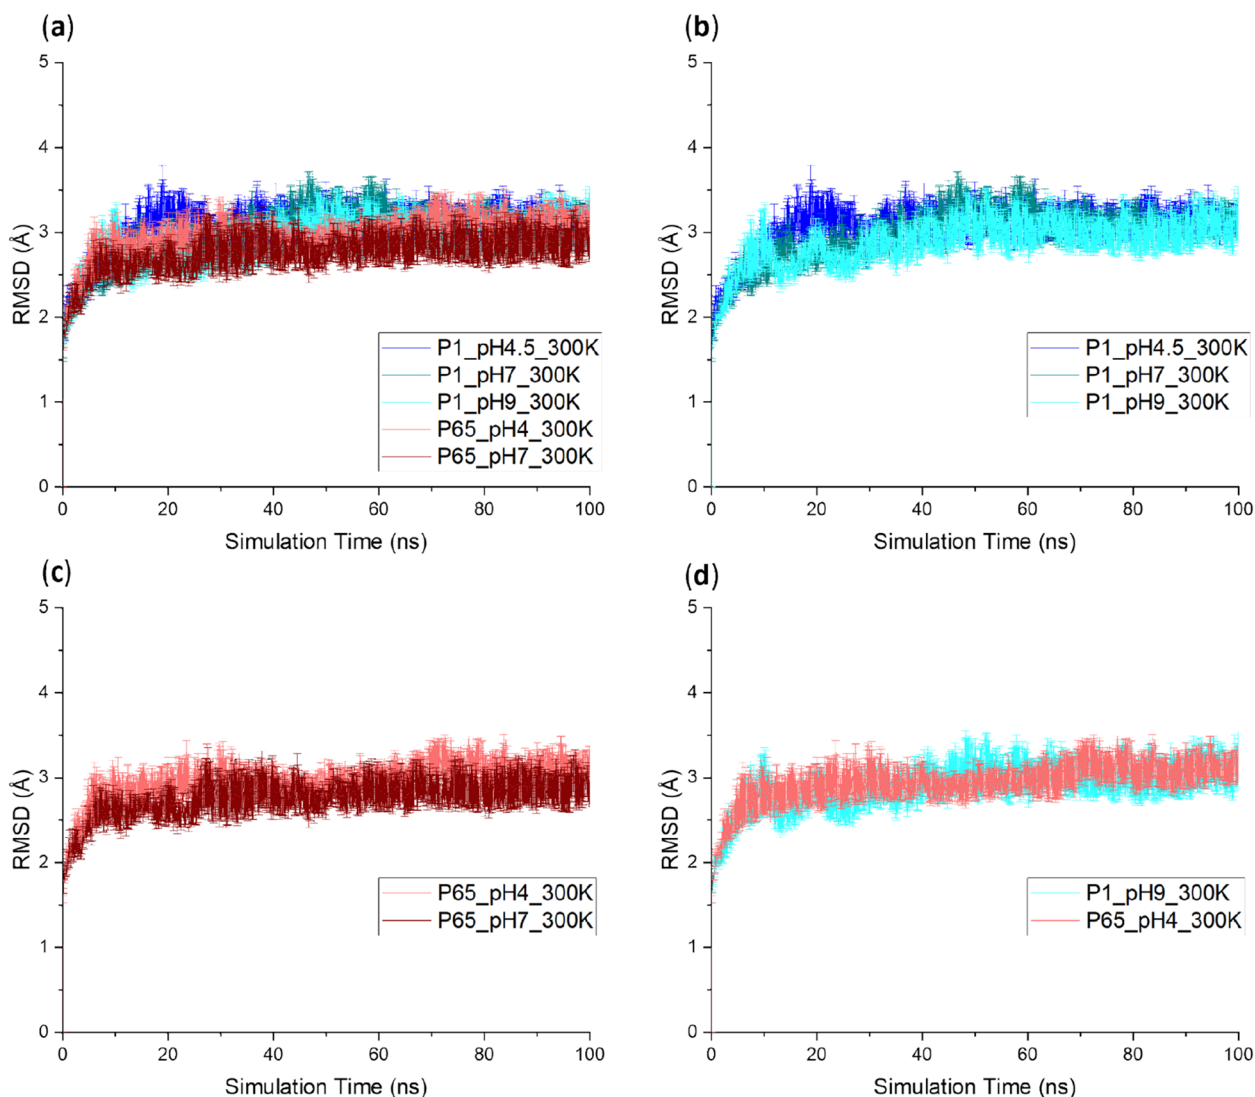 (a)
5
4
3
2
1
0
RMSD (Å)
P1_pH4.5_300K
P1_pH7_300K
P1_pH9_300K
P65_pH4_300K
P65_pH7_300K
0 20 40 60 80 100
Simulation Time (ns)
(b)
5
4
3
2
1
0
RMSD (Å)
P1_pH4.5_300K
P1_pH7_300K
P1_pH9_300K
0 20 40 60 80 100
Simulation Time (ns)
(c)
5
4
3
2
1
0
RMSD (Å)
P65_pH4_300K
P65_pH7_300K
0 20 40 60 80 100
Simulation Time (ns)
(d)
5
4
3
2
1
0
RMSD (Å)
P1_pH9_300K
P65_pH4_300K
0 20 40 60 80 100
Simulation Time (ns)